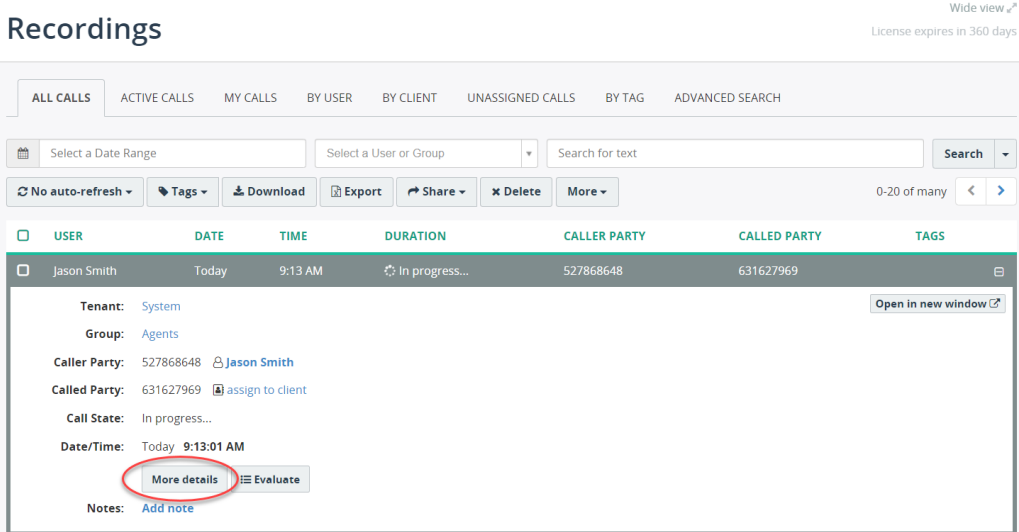 Wide view
Recordings
License expires in 360 days
ALL CALLS ACTIVE CALLS MY CALLS BY USER BY CLIENT UNASSIGNED CALLS BY TAG ADVANCED SEARCH
Select a Date Range Select a User or Group Search for text Search
No auto-refresh Tags Download Export Share Delete More 0-20 of many
USER DATE TIME DURATION CALLER PARTY CALLED PARTY TAGS
Jason Smith Today 9:13 AM In progress... 527868648 631627969
Tenant: System Open in new window
Group: Agents
Caller Party: 527868648 Jason Smith
Called Party: 631627969 assign to client
Call State: In progress...
Date/Time: Today 9:13:01 AM
More details Evaluate
Notes: Add note